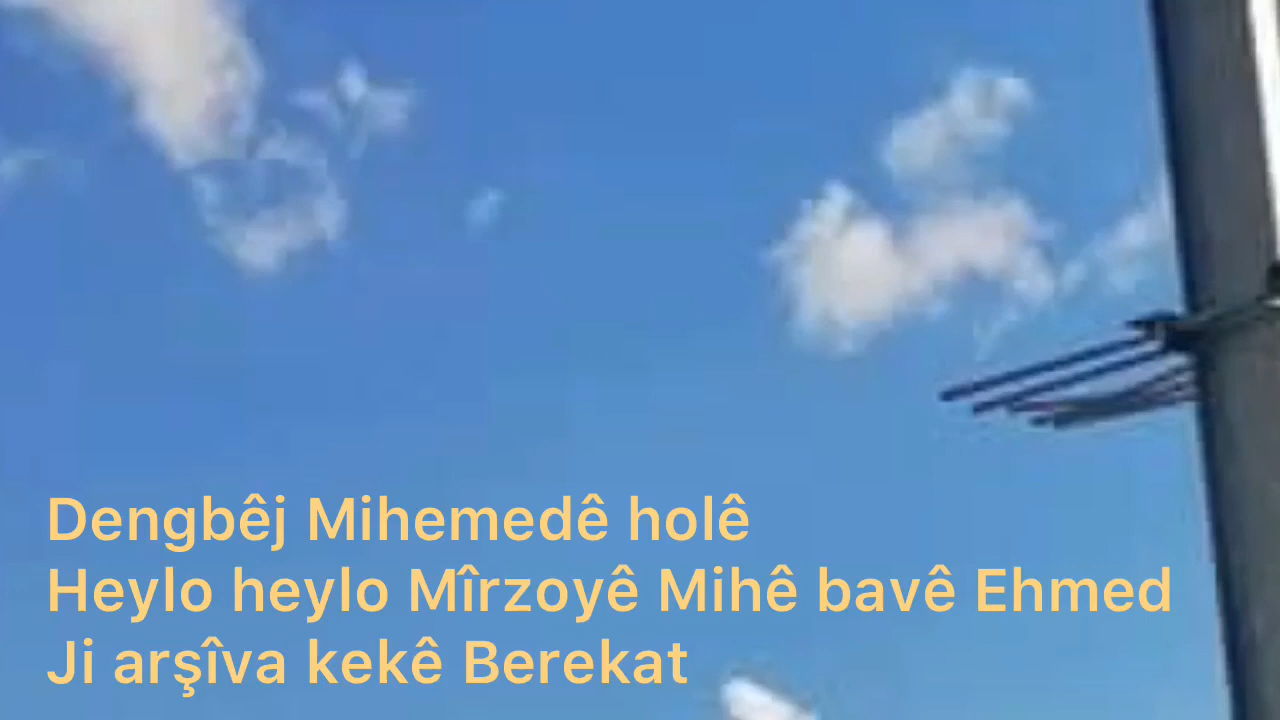 Dengbêj Mihemedê holê
Heylo heylo Mîrzoyê Mihê bavê Ehmed
Ji arşîva kekê Berekat